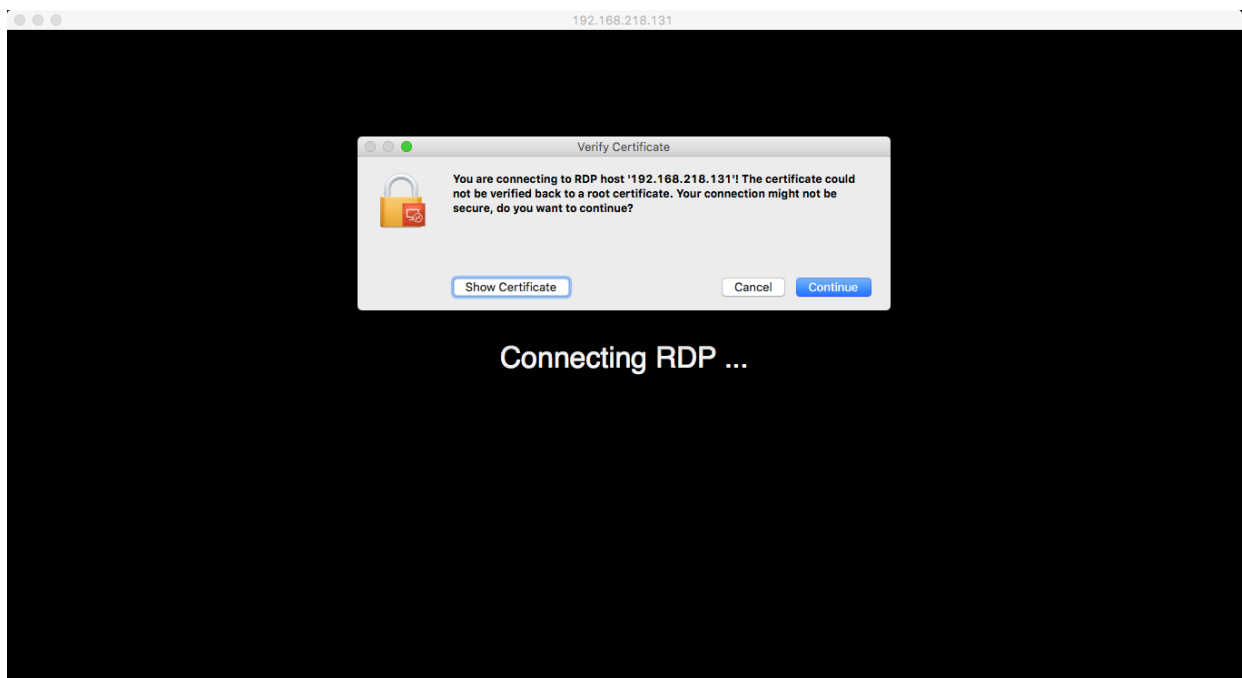 192.168.218.131
Verify Certificate
You are connecting to RDP host '192.168.218.131'! The certificate could
not be verified back to a root certificate. Your connection might not be
secure, do you want to continue?
Show Certificate
Cancel
Continue
Connecting RDP ...